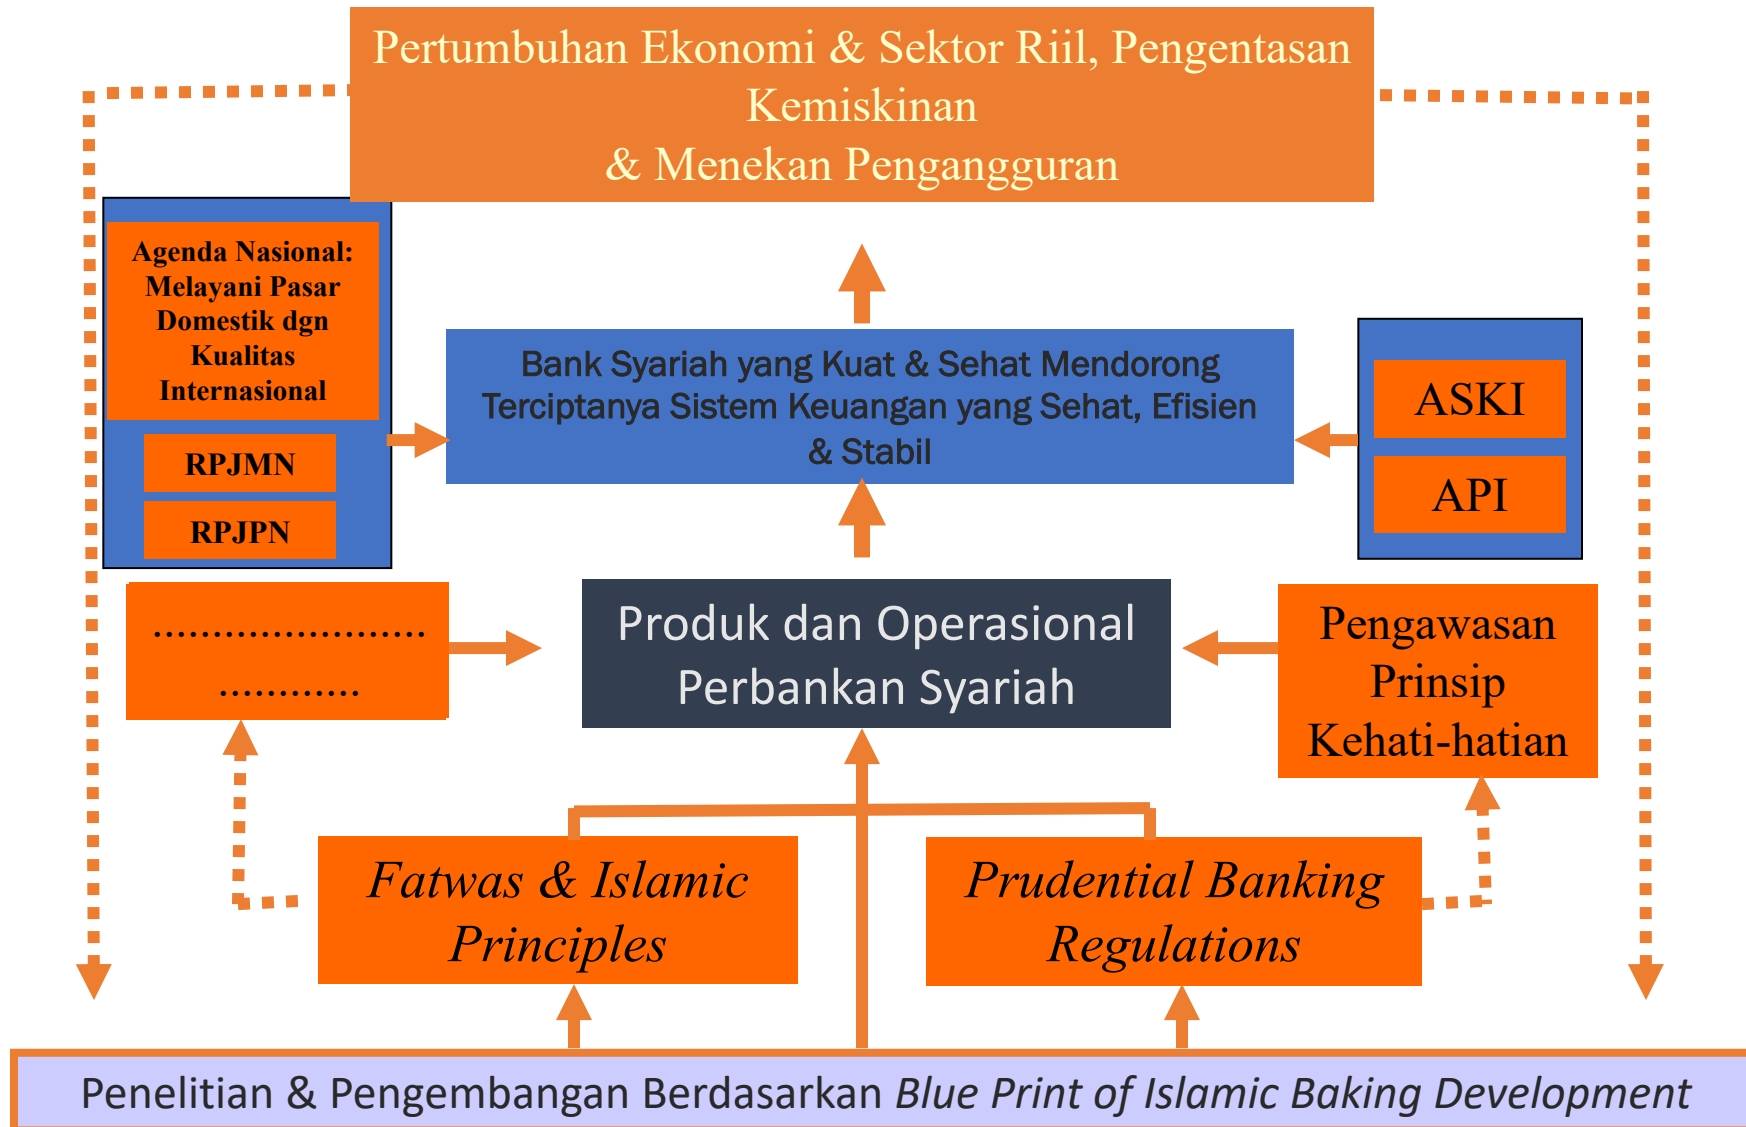 Pertumbuhan Ekonomi & Sektor Riil, Pengentasan
Kemiskinan
& Menekan Pengangguran
Agenda Nasional:
Melayani Pasar
Domestik dgn
Kualitas
Internasional
RPJMN
RPJPN
Bank Syariah yang Kuat & Sehat Mendorong
Terciptanya Sistem Keuangan yang Sehat, Efisien
& Stabil
ASKI
API
.......................
............
Produk dan Operasional
Perbankan Syariah
Pengawasan
Prinsip
Kehati-hatian
Fatwas & Islamic
Principles
Prudential Banking
Regulations
Penelitian & Pengembangan Berdasarkan Blue Print of Islamic Baking Development